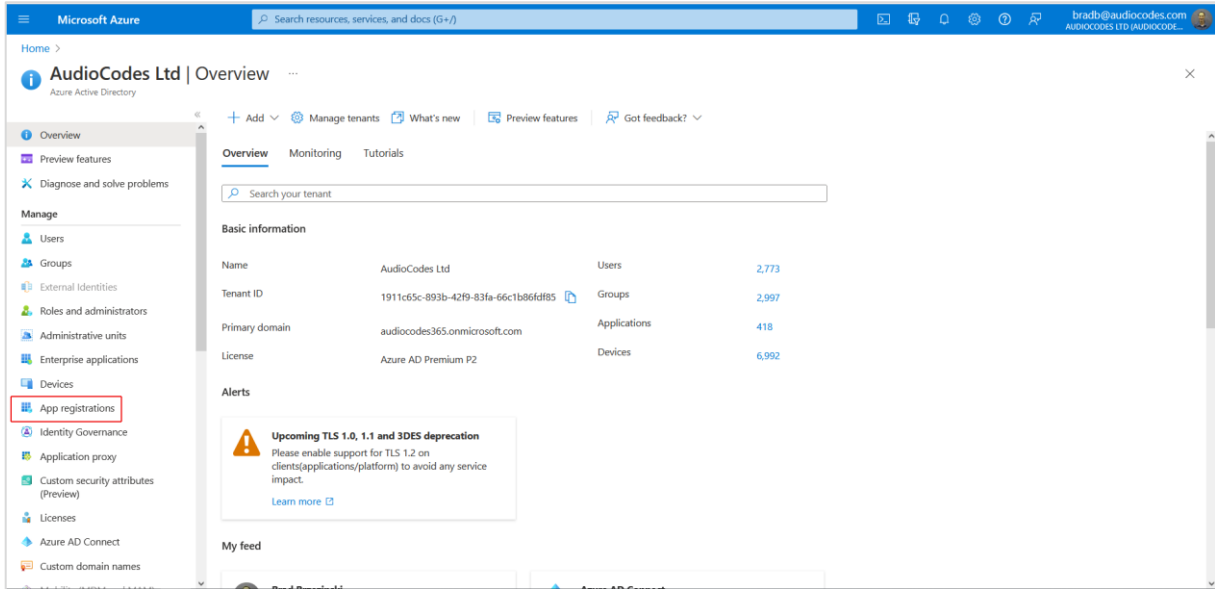 Microsoft Azure
Search resources, services, and docs (G+/)
bradb@audiocodes.com
AUDIOCODES LTD (AUDIOCODE...
Home >
AudioCodes Ltd | Overview ...
Azure Active Directory
Overview
Preview features
Diagnose and solve problems
Manage
Users
Groups
External Identities
Roles and administrators
Administrative units
Enterprise applications
Devices
App registrations
Identity Governance
Application proxy
Custom security attributes
(Preview)
Licenses
Azure AD Connect
Custom domain names
+ Add Manage tenants What's new Preview features Got feedback?
Overview Monitoring Tutorials
Search your tenant
Basic information
Name AudioCodes Ltd Users 2,773
Tenant ID 1911c65c-893b-42f9-83fa-66c1b86fdf85 Groups 2,997
Primary domain audiocodes365.onmicrosoft.com Applications 418
License Azure AD Premium P2 Devices 6,992
Alerts
Upcoming TLS 1.0, 1.1 and 3DES deprecation
Please enable support for TLS 1.2 on
clients(applications/platform) to avoid any service
impact.
Learn more
My feed
Azure AD Connect